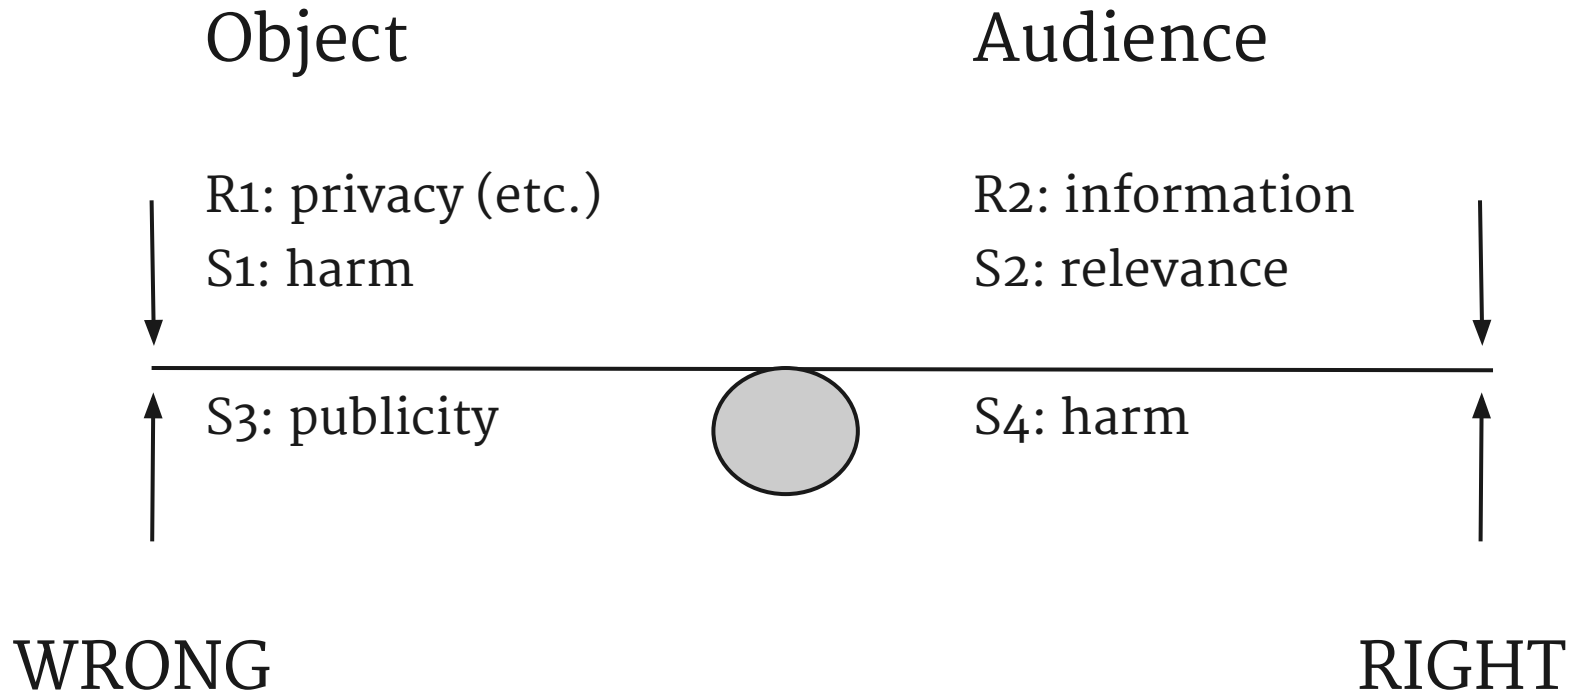 Object
Audience
R1: privacy (etc.)
R2: information
S1: harm
S2: relevance
S3: publicity
S4: harm
WRONG
RIGHT